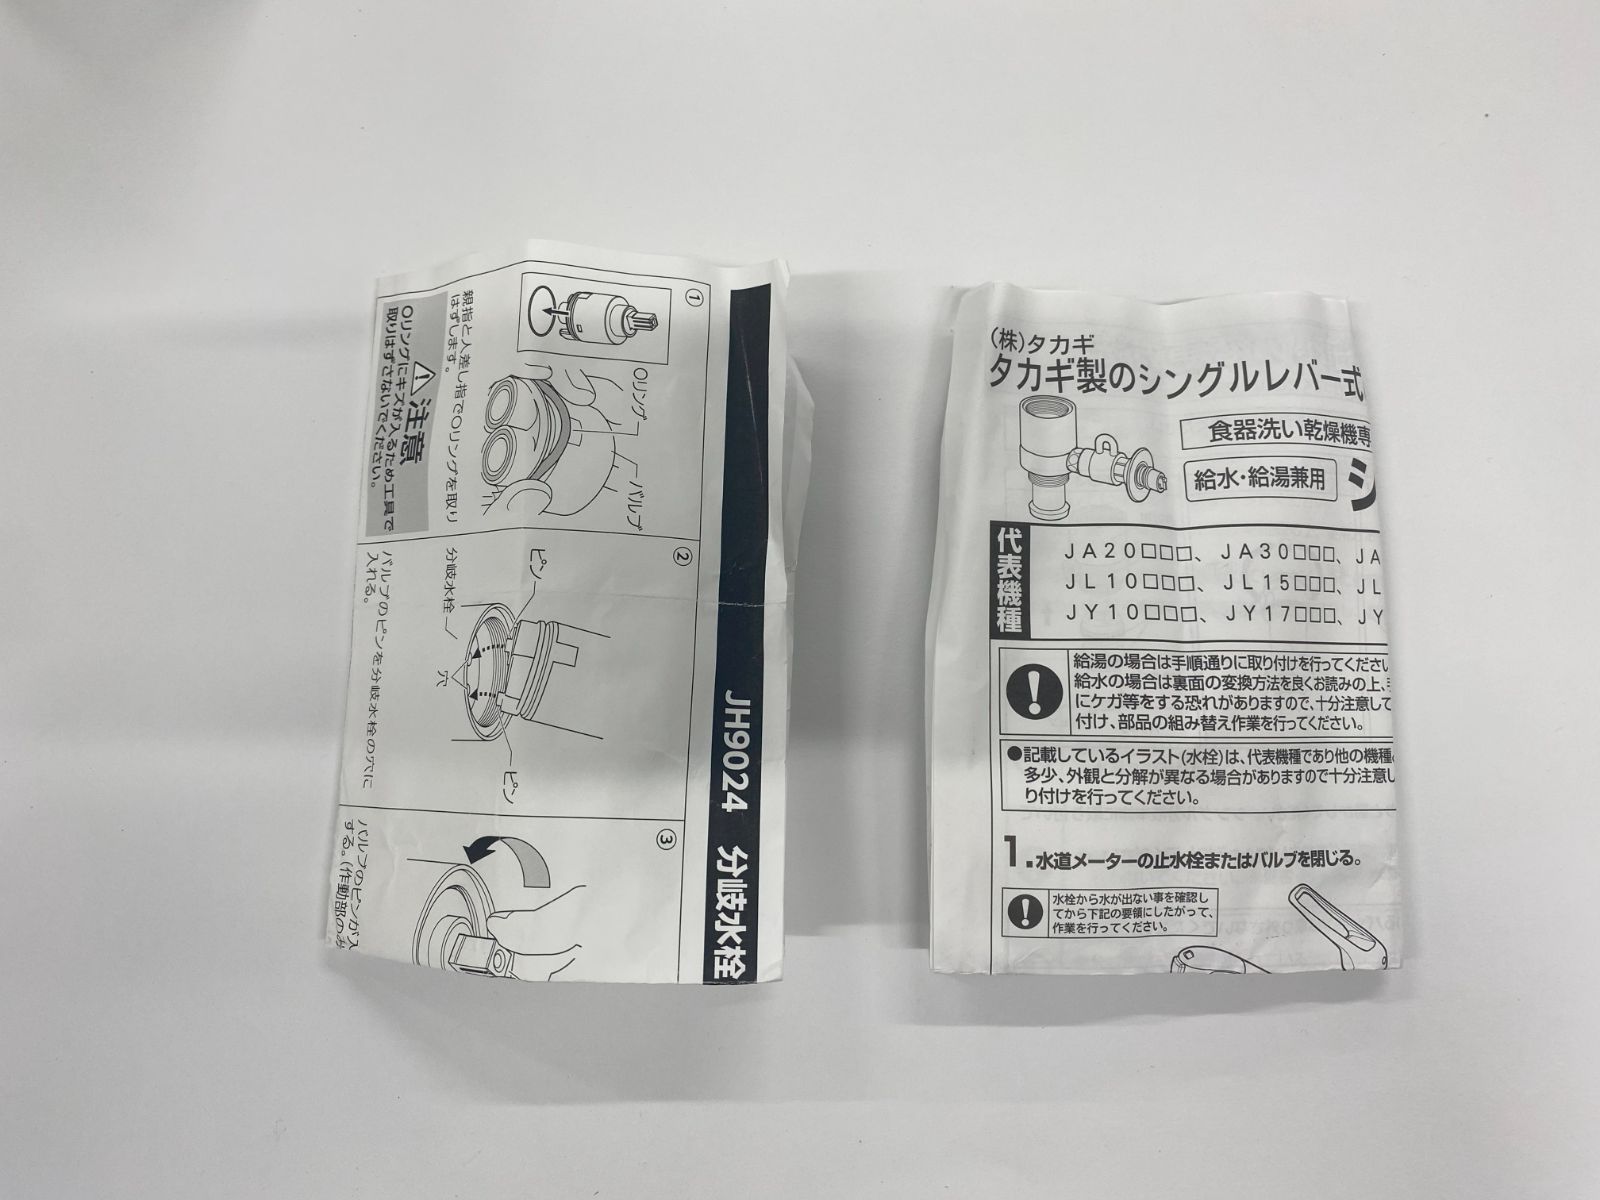 JH9024 分岐水栓
①
Oリング
バルブ
親指と人差し指でOリングを取り
はずします。
注意
Oリングにキズが入るため工具で
取りはずさないでください。
②
ピン
ピン
分岐水栓
穴
バルブのピンを分岐水栓の穴に
入れる。
③
バルブのピンが入
する。(作動部のみ
(株)タカギ
タカギ製のシングルレバー式
食器洗い乾燥機専
給水・給湯兼用
シ
代表機種
JA20□□□、JA30□□□、JA
JL10□□□、JL15□□□、JL
JY10□□□、JY17□□□、JY
給湯の場合は手順通りに取り付けを行ってくださ
給水の場合は裏面の変換方法を良くお読みの上、
にケガ等をする恐れがありますので、十分注意して
付け、部品の組み替え作業を行ってください。
●記載しているイラスト(水栓)は、代表機種であり他の機種
多少、外観と分解が異なる場合がありますので十分注意し
り付けを行ってください。
1.水道メーターの止水栓またはバルブを閉じる。
水栓から水が出ない事を確認し
てから下記の要領にしたがって、
作業を行ってください。